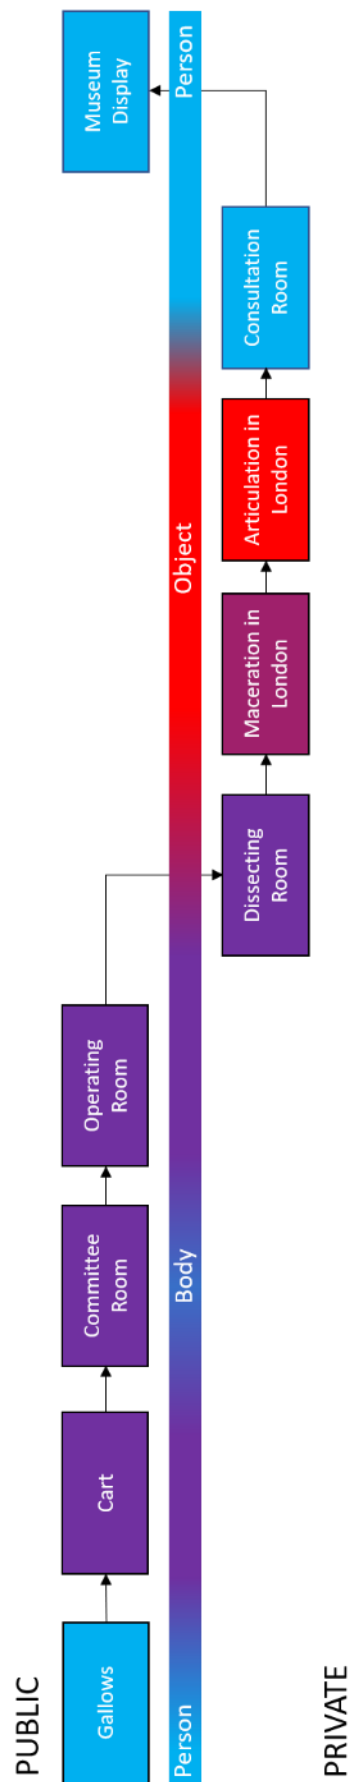 PUBLIC
Gallows
Cart
Committee
Room
Operating
Room
Museum
Display
Person
Body
Object
Person
Dissecting
Room
Maceration in
London
Articulation in
London
Consultation
Room
PRIVATE